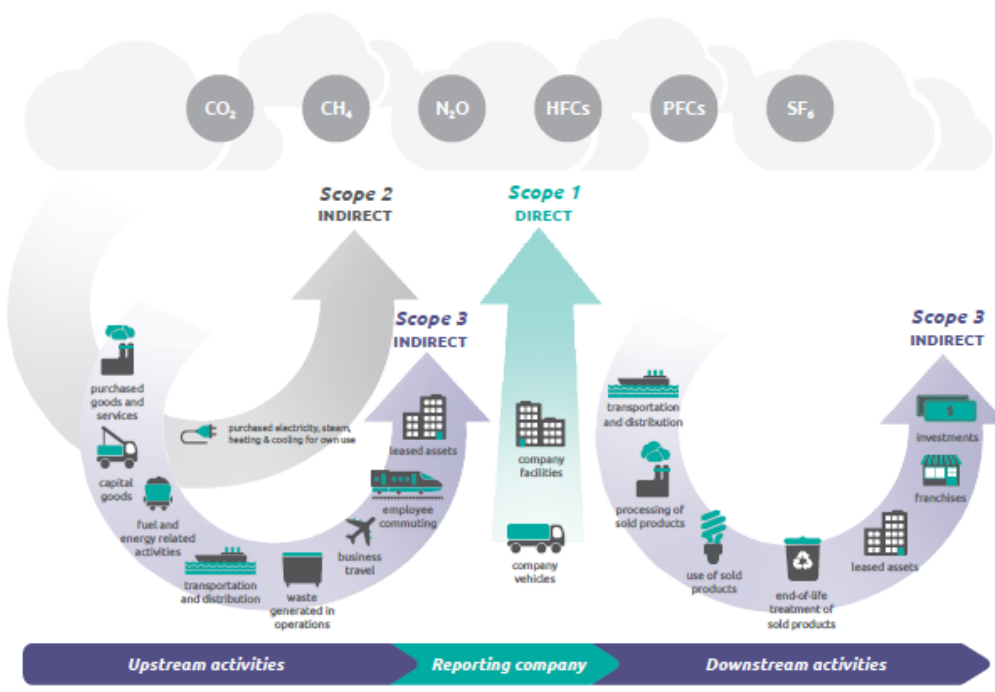 CO₂
CH₄
N₂O
HFCs
PFCs
SF₆
Scope 2
INDIRECT
Scope 1
DIRECT
Scope 3
INDIRECT
Scope 3
INDIRECT
purchased
goods and
services
capital
goods
fuel and
energy related
activities
transportation
and distribution
waste
generated in
operations
business
travel
employee
commuting
leased assets
purchased electricity, steam,
heating & cooling for own use
company
facilities
company
vehicles
transportation
and distribution
processing of
sold products
use of sold
products
end-of-life
treatment of
sold products
leased assets
franchises
$
investments
Upstream activities
Reporting company
Downstream activities